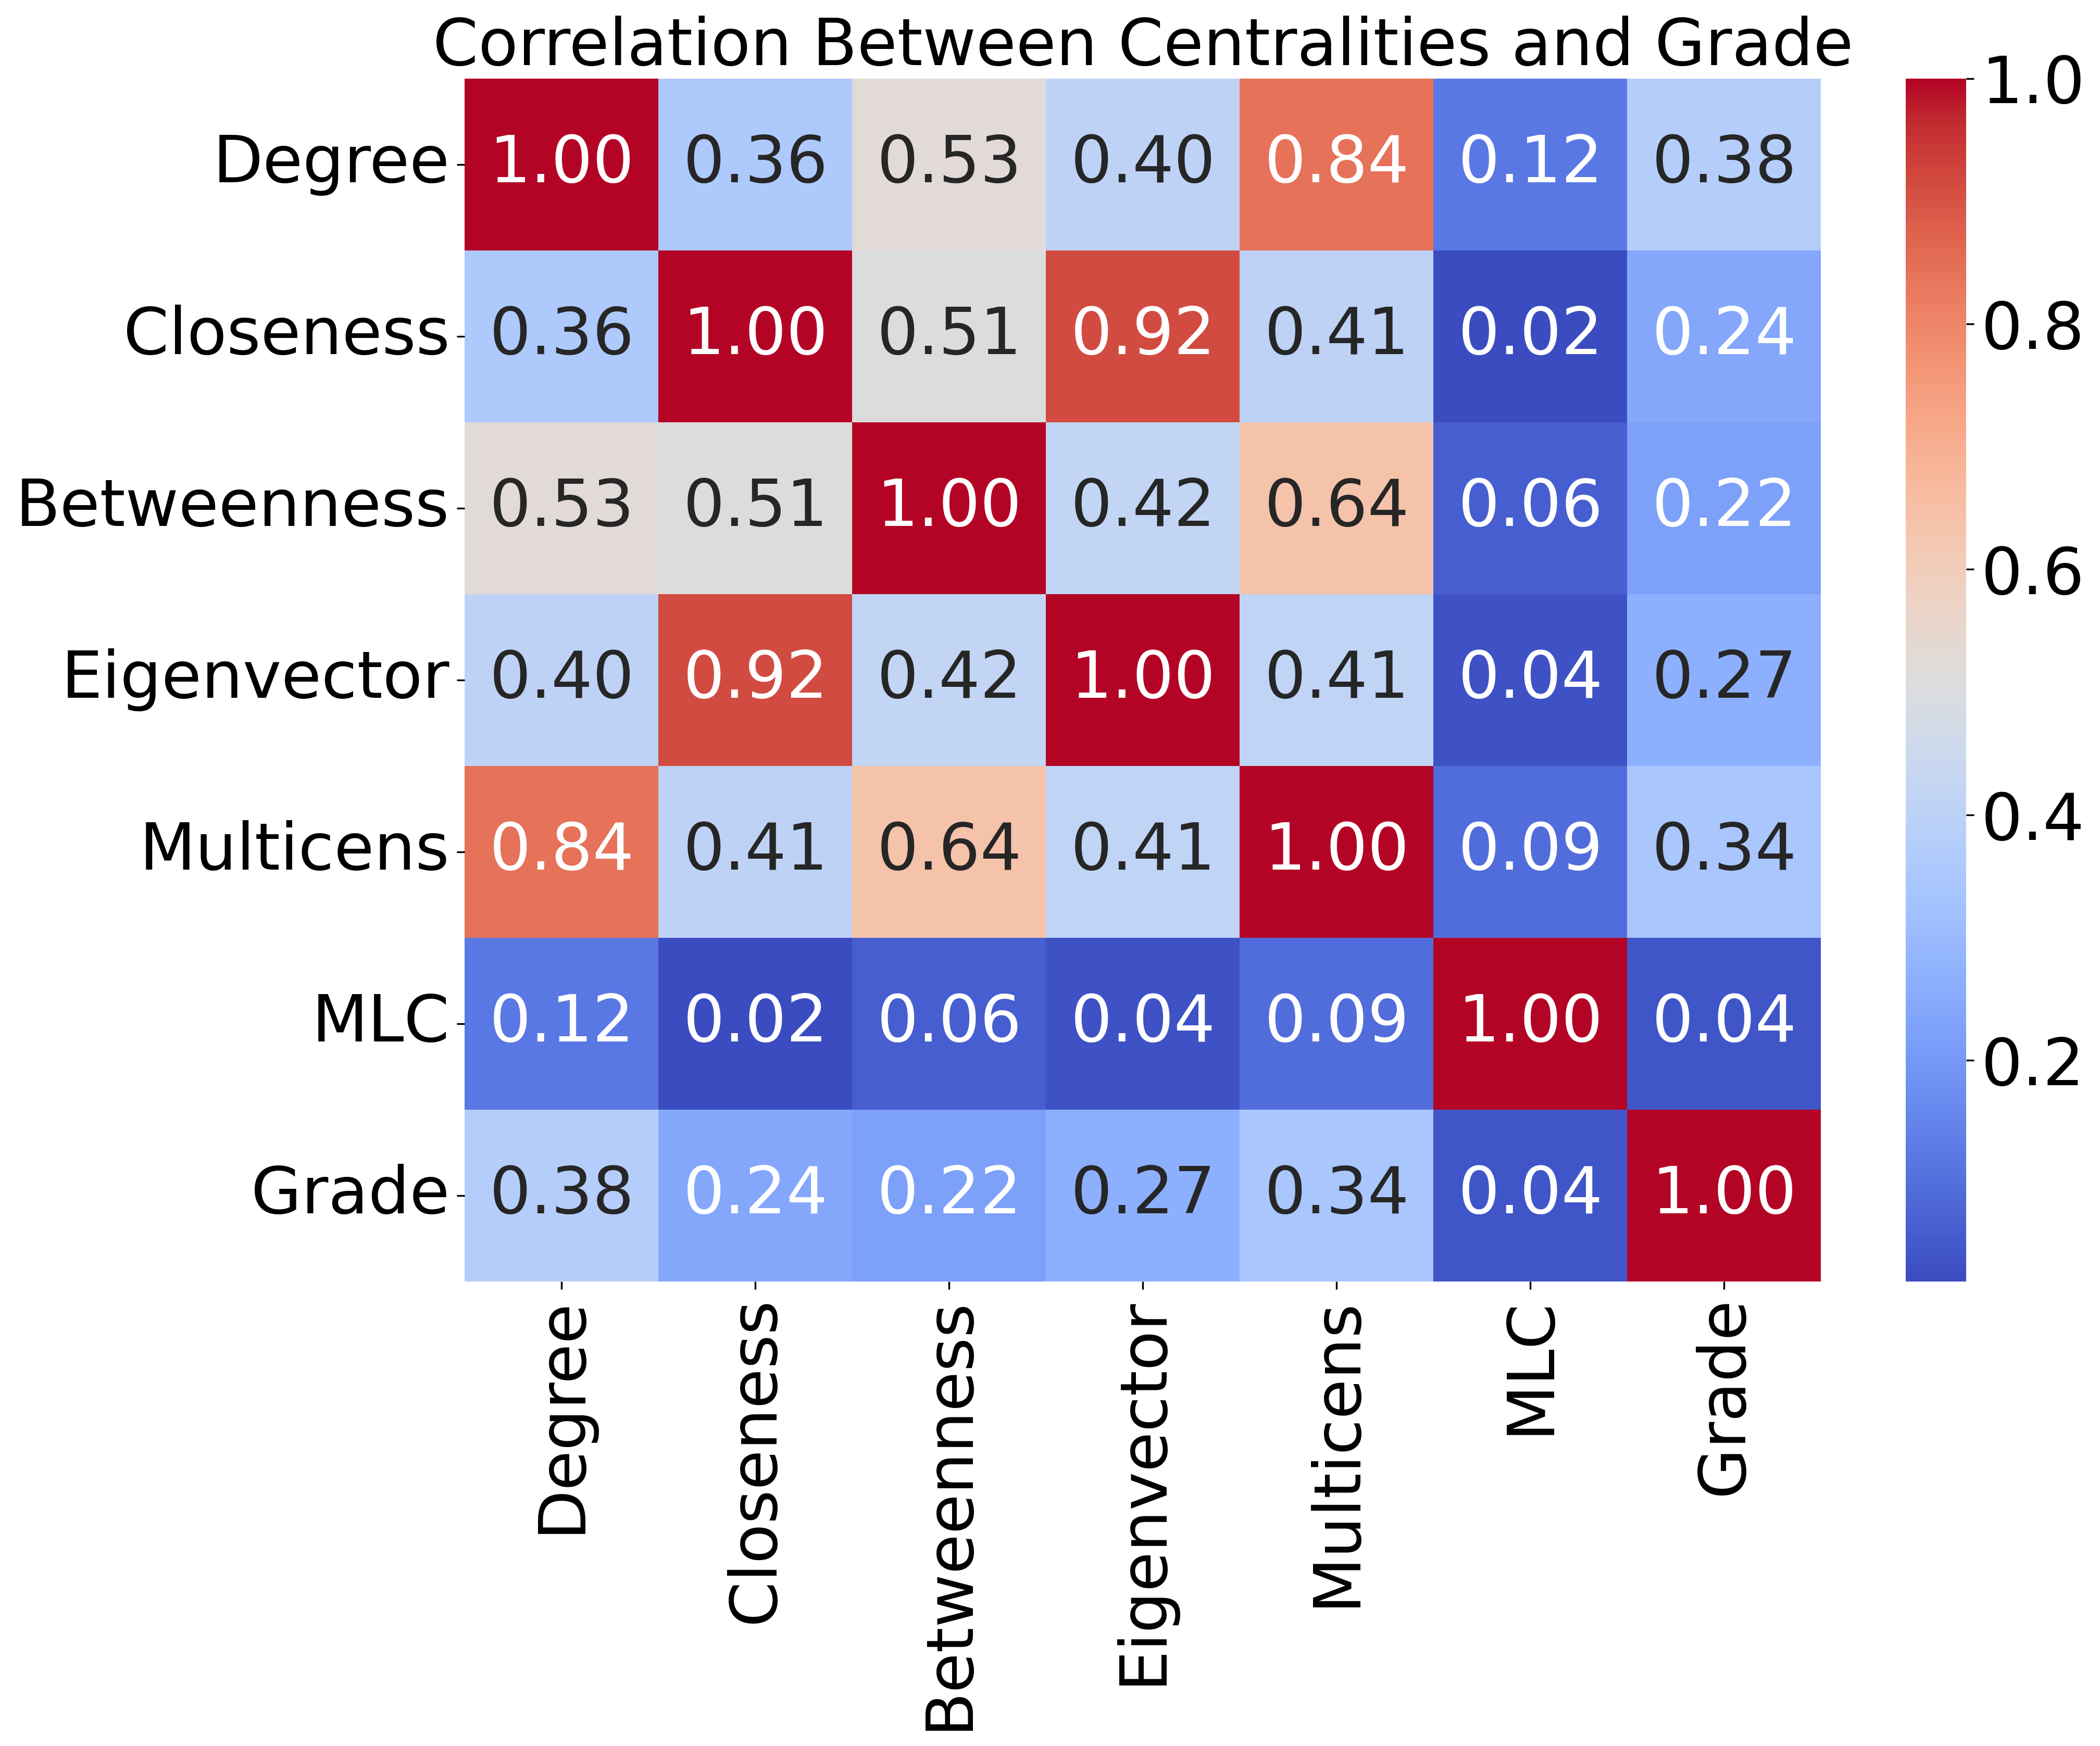 Correlation Between Centralities and Grade
1.0
Degree 1.00 0.36 0.53 0.40 0.84 0.12 0.38
Closeness 0.36 1.00 0.51 0.92 0.41 0.02 0.24
0.8
Betweenness 0.53 0.51 1.00 0.42 0.64 0.06 0.22
0.6
Eigenvector 0.40 0.92 0.42 1.00 0.41 0.04 0.27
0.4
Multicens 0.84 0.41 0.64 0.41 1.00 0.09 0.34
MLC 0.12 0.02 0.06 0.04 0.09 1.00 0.04
0.2
Grade 0.38 0.24 0.22 0.27 0.34 0.04 1.00
Degree
Closeness
Betweenness
Eigenvector
Multicens
MLC
Grade